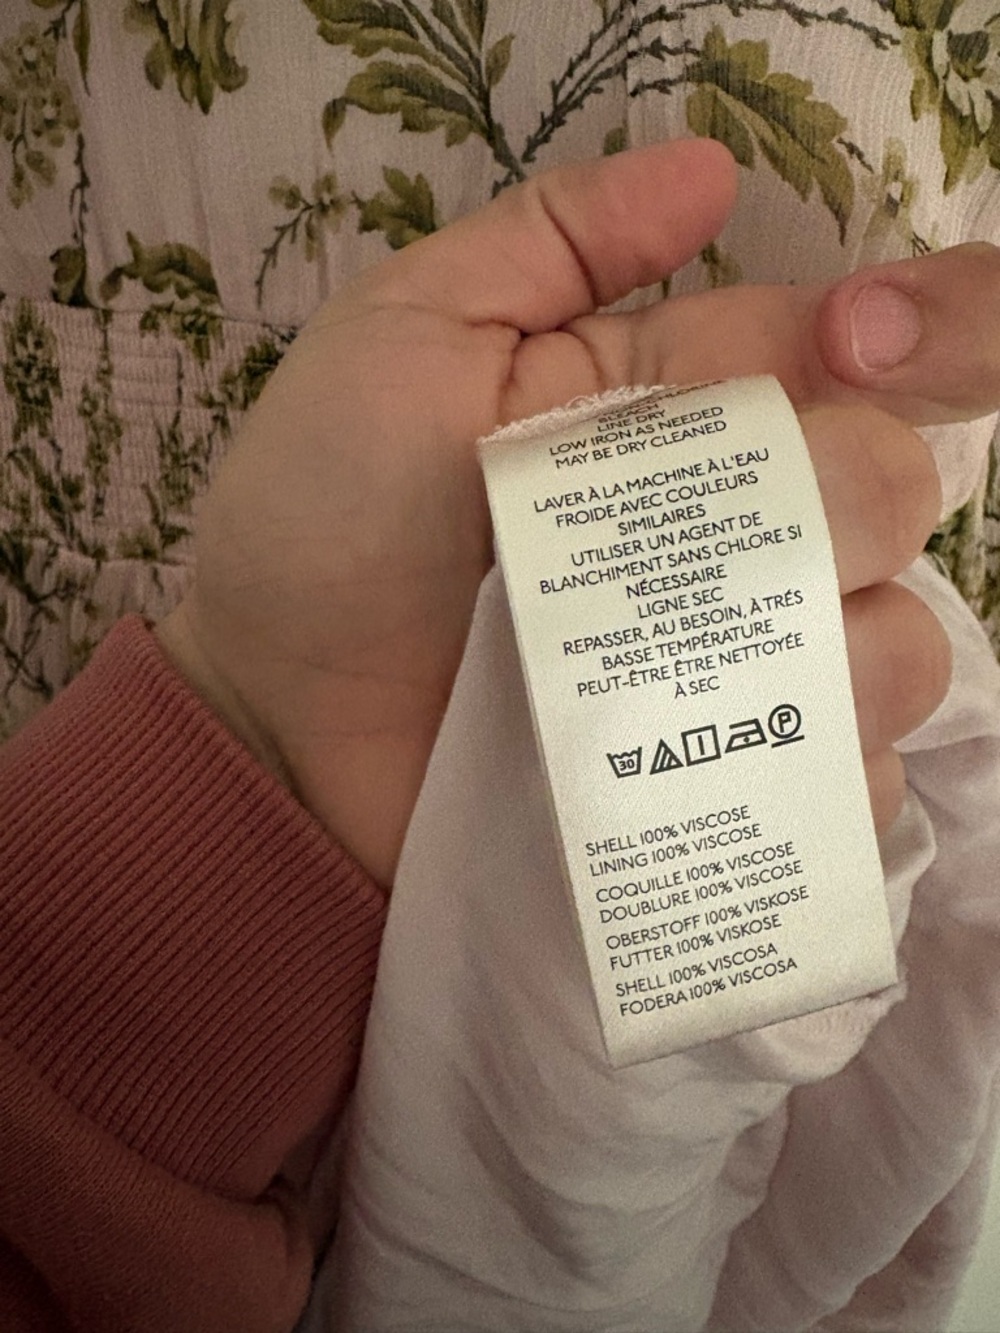 BLEACH
LINE DRY
LOW IRON AS NEEDED
MAY BE DRY CLEANED
LAVER À LA MACHINE À L'EAU
FROIDE AVEC COULEURS
SIMILAIRES
UTILISER UN AGENT DE
BLANCHIMENT SANS CHLORE SI
NÉCESSAIRE
LIGNE SEC
REPASSER, AU BESOIN, À TRÉS
BASSE TEMPÉRATURE
PEUT-ÊTRE ÊTRE NETTOYÉE
À SEC
30 P
SHELL 100% VISCOSE
LINING 100% VISCOSE
COQUILLE 100% VISCOSE
DOUBLURE 100% VISCOSE
OBERSTOFF 100% VISKOSE
FUTTER 100% VISKOSE
SHELL 100% VISCOSA
FODERA 100% VISCOSA